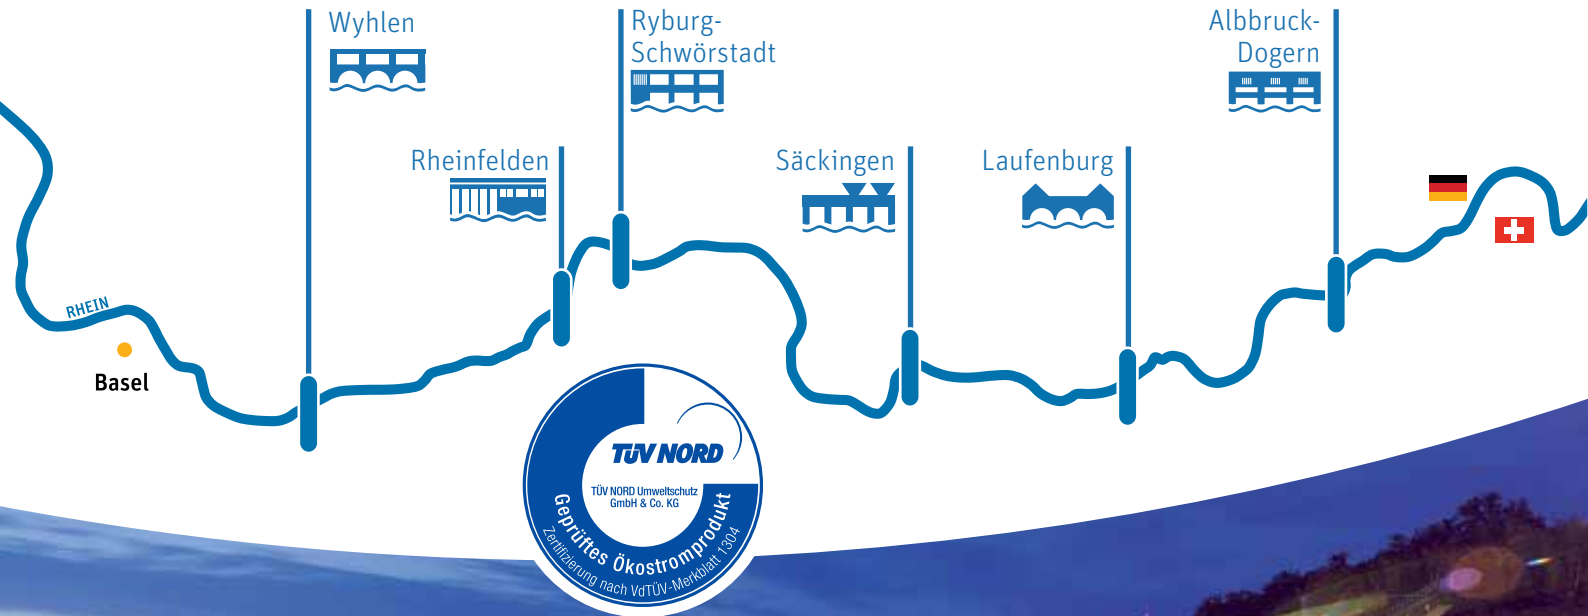 Wyhlen
Ryburg-
Schwörstadt
Albbruck-
Dogern
Rheinfelden
Säckingen
Laufenburg
RHEIN
Basel
TÜV NORD
TÜV NORD Umweltschutz
GmbH & Co. KG
Geprüftes Ökostromprodukt
Zertifizierung nach VdTÜV-Merkblatt 1304